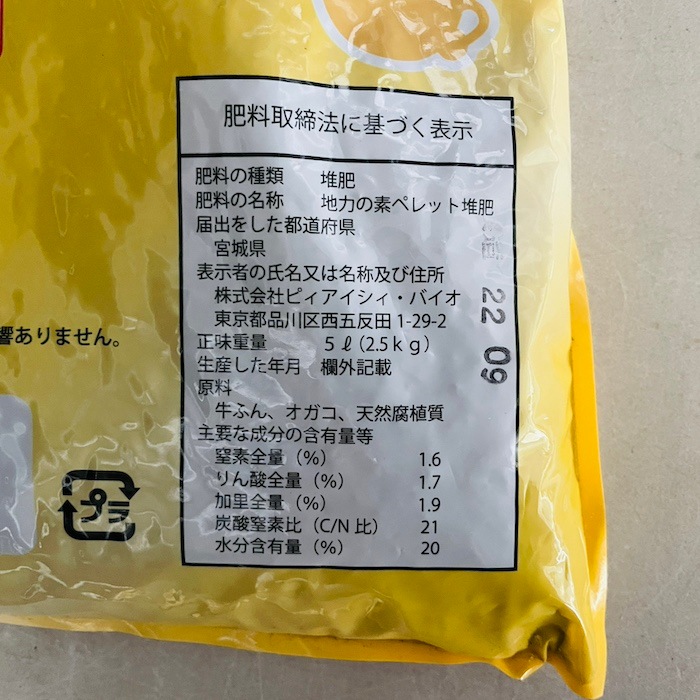 肥料取締法に基づく表示
肥料の種類 堆肥
肥料の名称 地力の素ペレット堆肥
届出をした都道府県
宮城県
表示者の氏名又は名称及び住所
株式会社ピィアイシィ・バイオ
東京都品川区西五反田1-29-2
正味重量 5ℓ(2.5kg)
生産した年月 欄外記載
原料
牛ふん、オガコ、天然腐植質
主要な成分の含有量等
窒素全量(%) 1.6
りん酸全量(%) 1.7
加里全量(%) 1.9
炭酸窒素比(C/N比) 21
水分含有量(%) 20
22 09
響ありません。
プラ